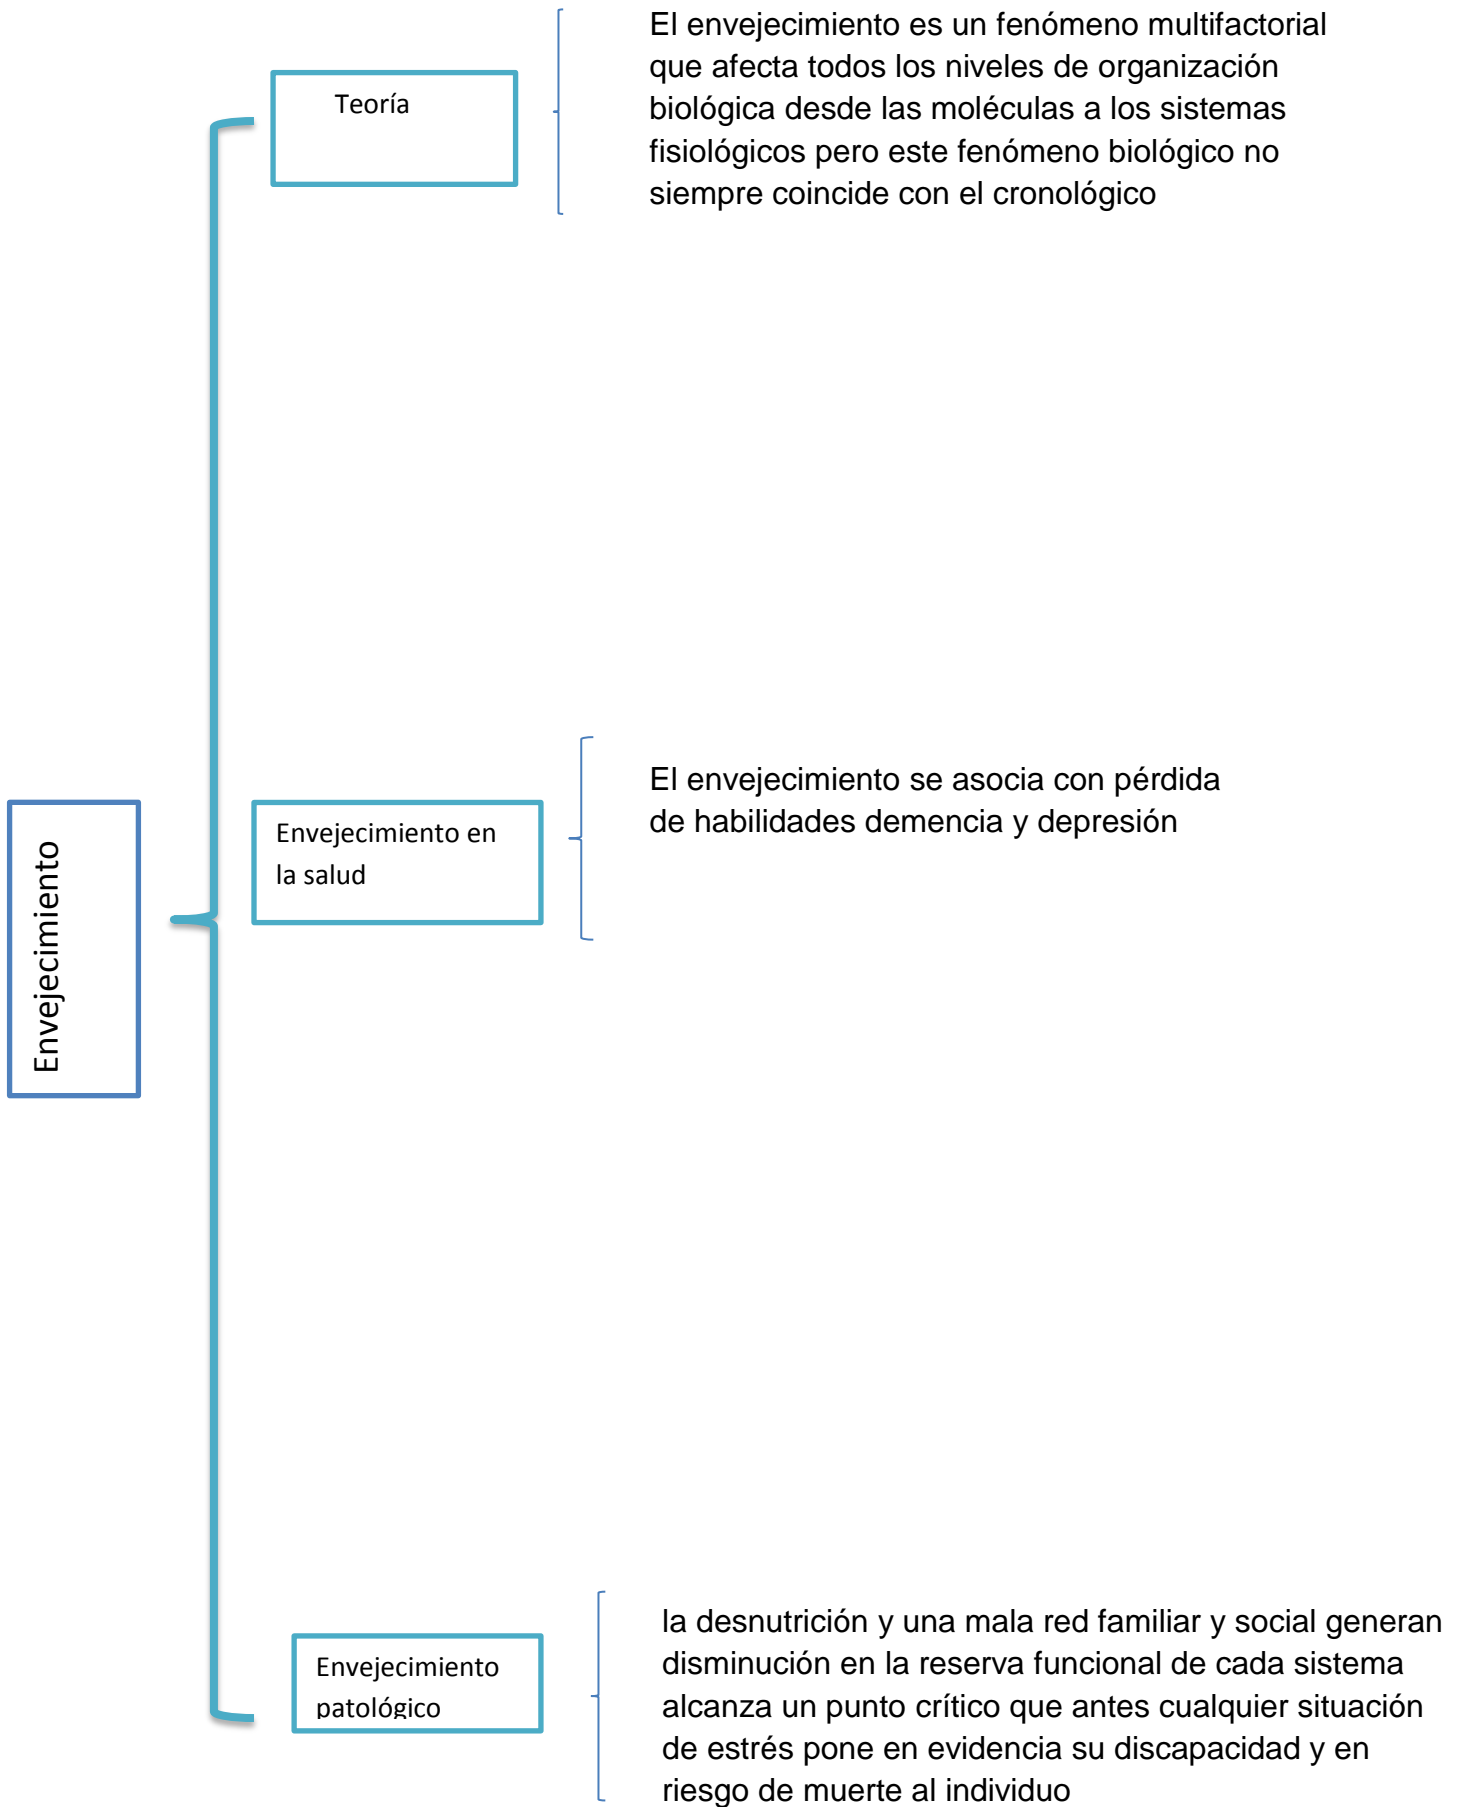 Envejecimiento
Teoría
El envejecimiento es un fenómeno multifactorial
que afecta todos los niveles de organización
biológica desde las moléculas a los sistemas
fisiológicos pero este fenómeno biológico no
siempre coincide con el cronológico
Envejecimiento en
la salud
El envejecimiento se asocia con pérdida
de habilidades demencia y depresión
Envejecimiento
patológico
la desnutrición y una mala red familiar y social generan
disminución en la reserva funcional de cada sistema
alcanza un punto crítico que antes cualquier situación
de estrés pone en evidencia su discapacidad y en
riesgo de muerte al individuo